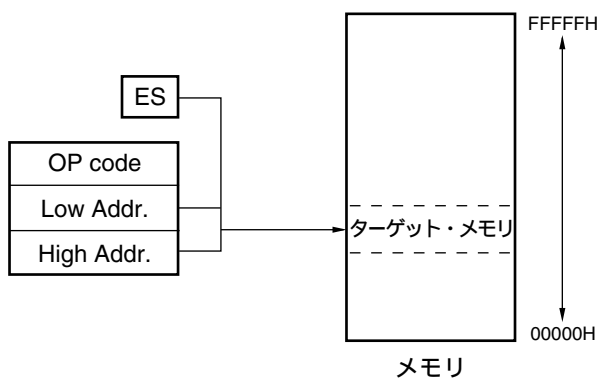 FFFFFH
ES
OP code
Low Addr.
High Addr.
ターゲット・メモリ
00000H
メモリ